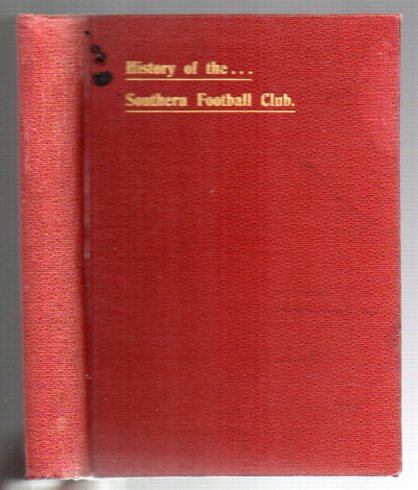 History of the...
Southern Football Club.